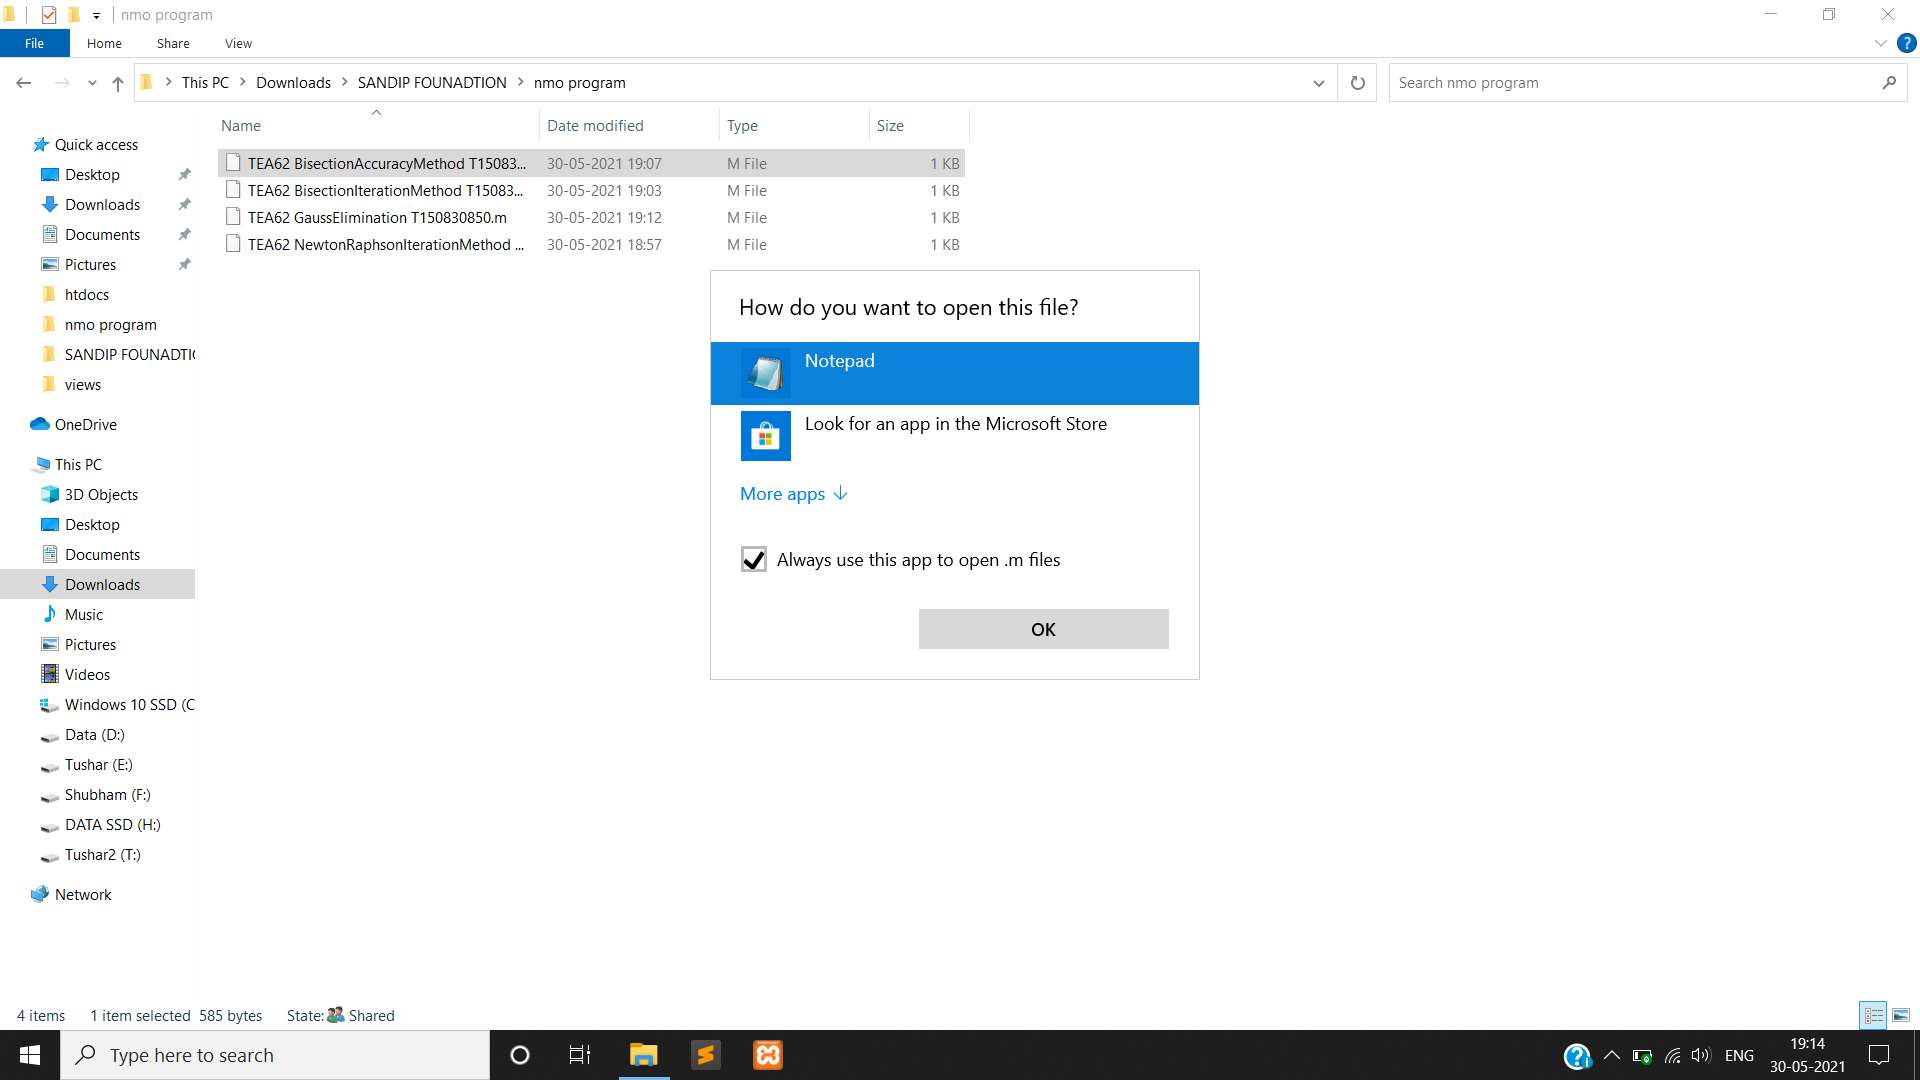 nmo program
File Home Share View
This PC Downloads SANDIP FOUNADTION nmo program
Search nmo program
Name Date modified Type Size
TEA62 BisectionAccuracyMethod T15083... 30-05-2021 19:07 M File 1 KB
TEA62 BisectionIterationMethod T15083... 30-05-2021 19:03 M File 1 KB
TEA62 GaussElimination T150830850.m 30-05-2021 19:12 M File 1 KB
TEA62 NewtonRaphsonIterationMethod ... 30-05-2021 18:57 M File 1 KB
Quick access
Desktop
Downloads
Documents
Pictures
htdocs
nmo program
SANDIP FOUNADTI
views
OneDrive
This PC
3D Objects
Desktop
Documents
Downloads
Music
Pictures
Videos
Windows 10 SSD (C
Data (D:)
Tushar (E:)
Shubham (F:)
DATA SSD (H:)
Tushar2 (T:)
Network
How do you want to open this file?
Notepad
Look for an app in the Microsoft Store
More apps
Always use this app to open .m files
OK
4 items 1 item selected 585 bytes State: Shared
Type here to search
ENG
19:14
30-05-2021